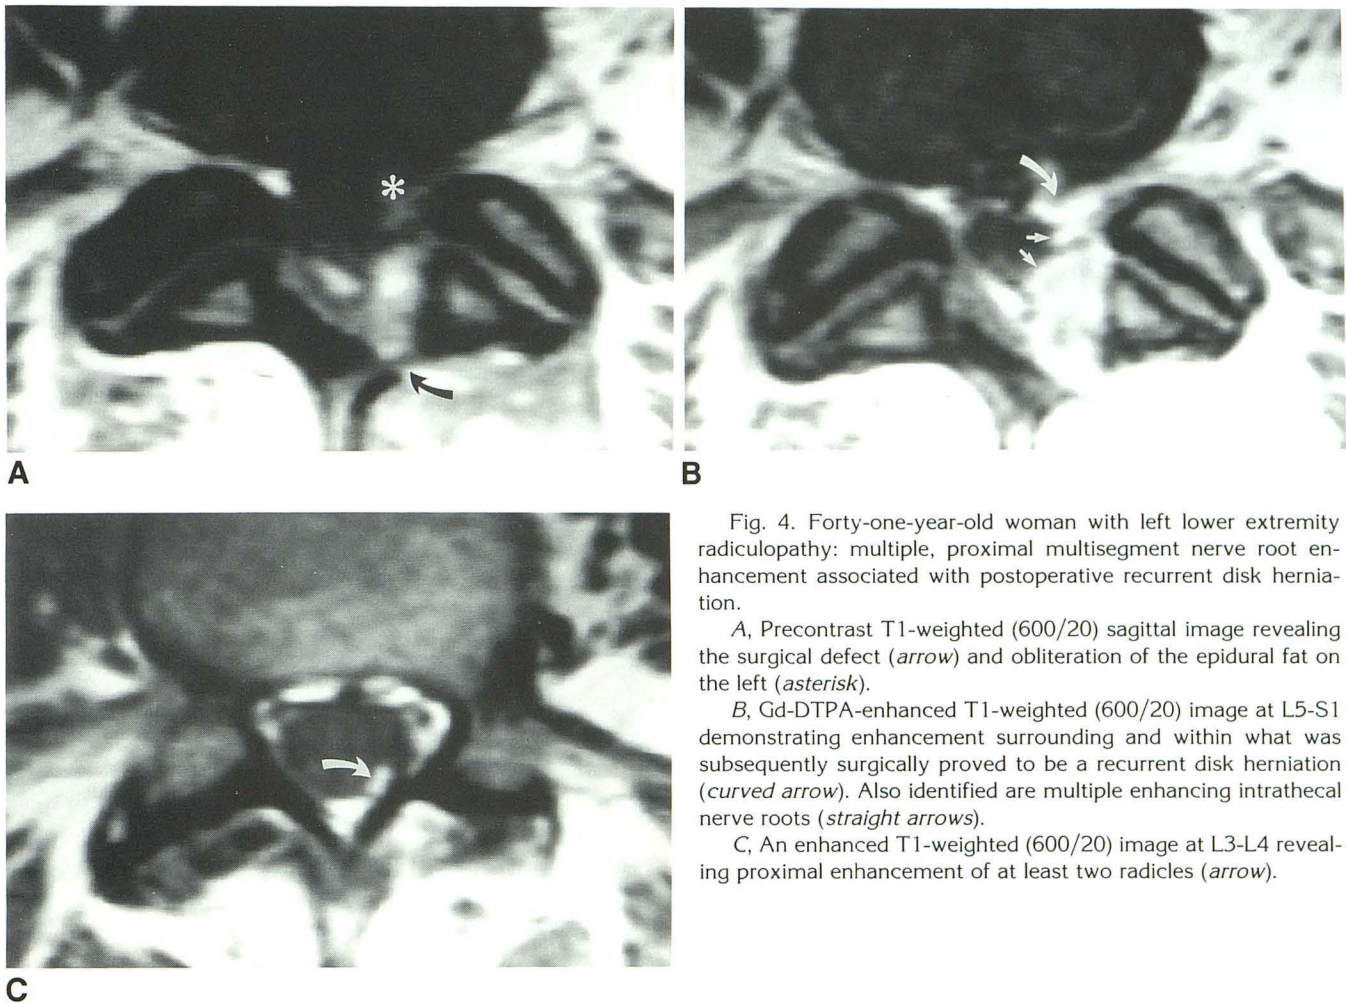 *
A
B
C
Fig. 4. Forty-one-year-old woman with left lower extremity
radiculopathy: multiple, proximal multisegment nerve root en-
hancement associated with postoperative recurrent disk hernia-
tion.
A, Precontrast T1-weighted (600/20) sagittal image revealing
the surgical defect (arrow) and obliteration of the epidural fat on
the left (asterisk).
B, Gd-DTPA-enhanced T1-weighted (600/20) image at L5-S1
demonstrating enhancement surrounding and within what was
subsequently surgically proved to be a recurrent disk herniation
(curved arrow). Also identified are multiple enhancing intrathecal
nerve roots (straight arrows).
C, An enhanced T1-weighted (600/20) image at L3-L4 reveal-
ing proximal enhancement of at least two radicles (arrow).